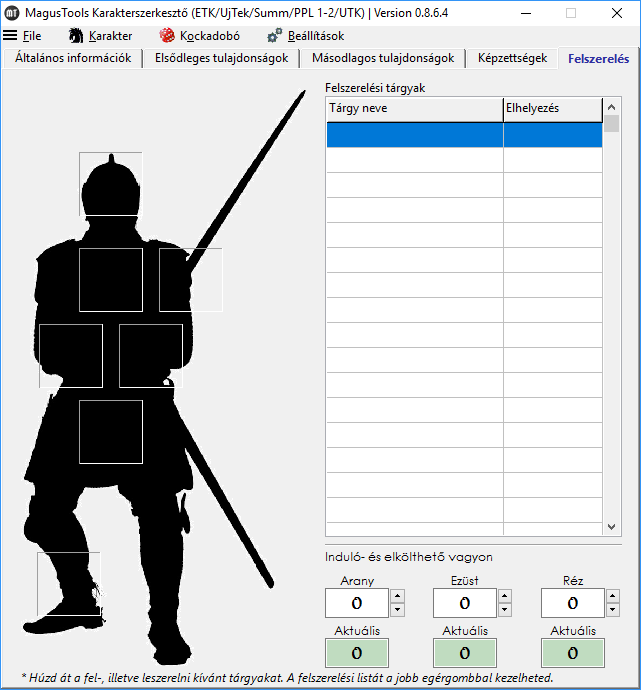 MT MagusTools Karakterszerkesztő (ETK/UjTek/Summ/PPL 1-2/UTK) | Version 0.8.6.4
File Karakter Kockadobó Beállítások
Általános információk Elsődleges tulajdonságok Másodlagos tulajdonságok Képzettségek Felszerelés
Felszerelési tárgyak
Tárgy neve Elhelyezés
Induló- és elkölthető vagyon
Arany Ezüst Réz
0 0 0
Aktuális Aktuális Aktuális
0 0 0
* Húzd át a fel-, illetve leszerelni kívánt tárgyakat. A felszerelési listát a jobb egérgombbal kezelheted.